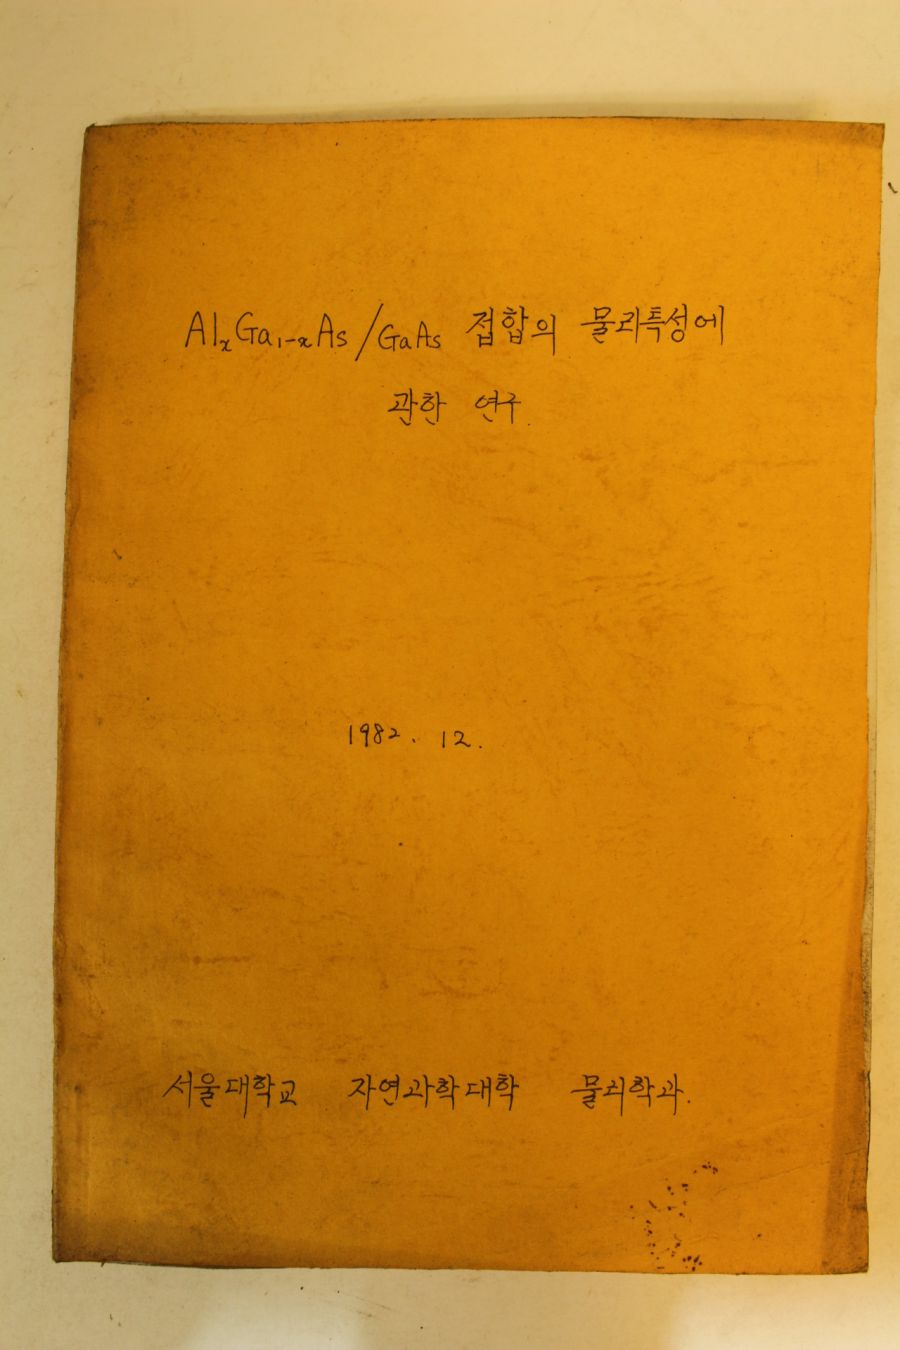 AlₓGa₁₋ₓAs/GaAs 접합의 물리특성에
관한 연구.
1982. 12.
서울대학교 자연과학대학 물리학과.